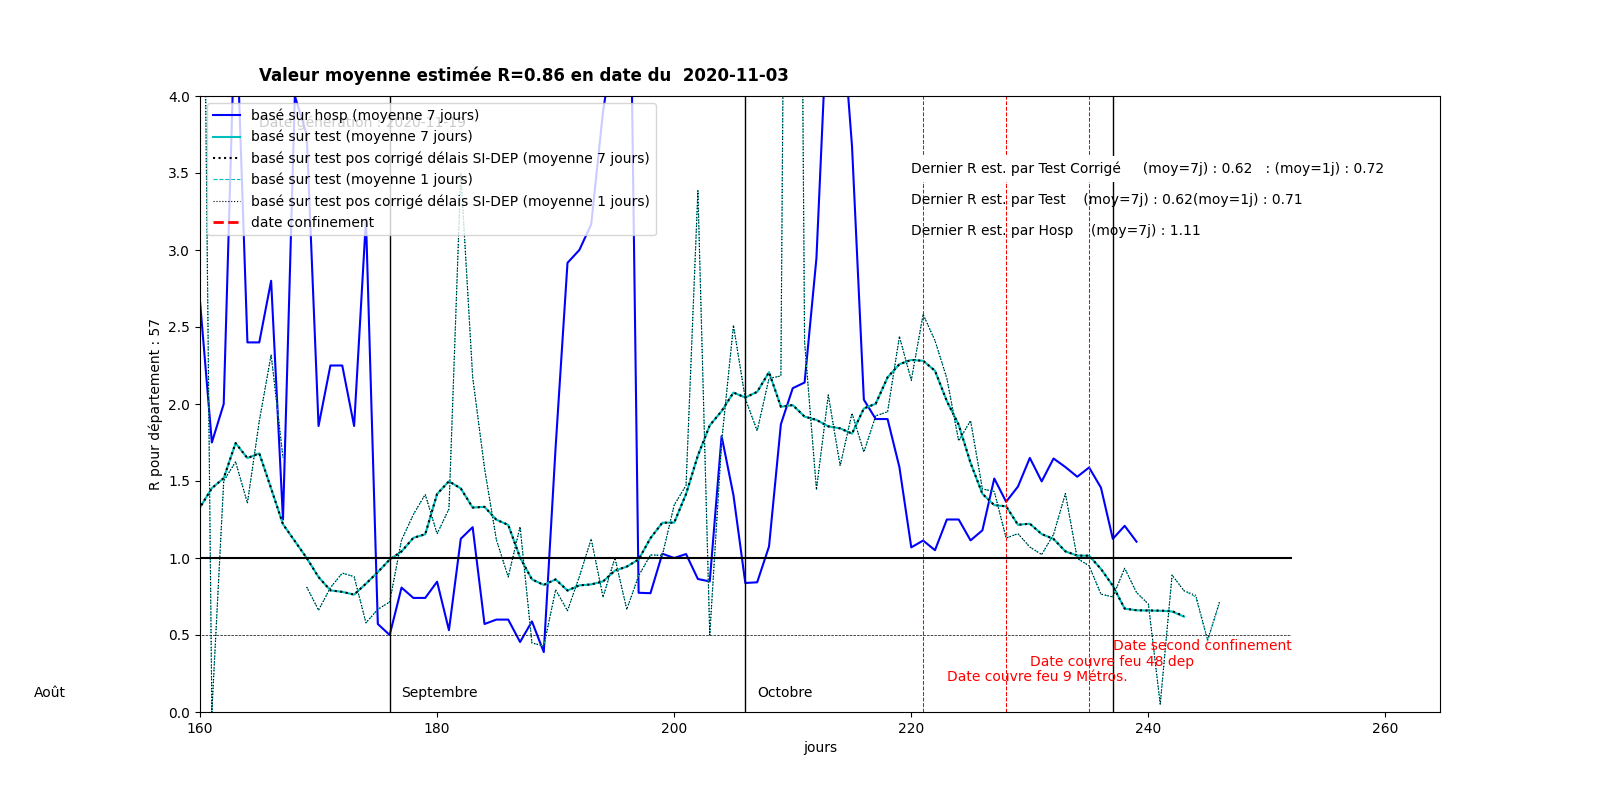 Valeur moyenne estimée R=0.86 en date du  2020-11-03
Date génération : 2020-11-19
basé sur hosp (moyenne 7 jours)
basé sur test (moyenne 7 jours)
basé sur test pos corrigé délais SI-DEP (moyenne 7 jours)
basé sur test (moyenne 1 jours)
basé sur test pos corrigé délais SI-DEP (moyenne 1 jours)
date confinement
Dernier R est. par Test Corrigé     (moy=7j) : 0.62   : (moy=1j) : 0.72
Dernier R est. par Test    (moy=7j) : 0.62(moy=1j) : 0.71
Dernier R est. par Hosp    (moy=7j) : 1.11
4.0
3.5
3.0
2.5
2.0
1.5
1.0
0.5
0.0
R pour département : 57
Date second confinement
Date couvre feu 48 dep
Date couvre feu 9 Métros.
Août
Septembre
Octobre
160 180 200 220 240 260
jours